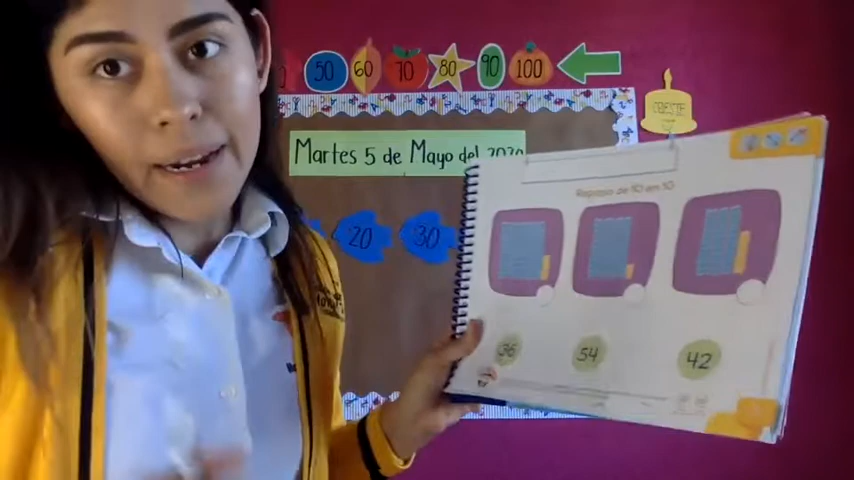 50 60 70 80 90 100
CELESTE
Martes 5 de Mayo del
20 30
Repaso de 10 en 10
36 54 42